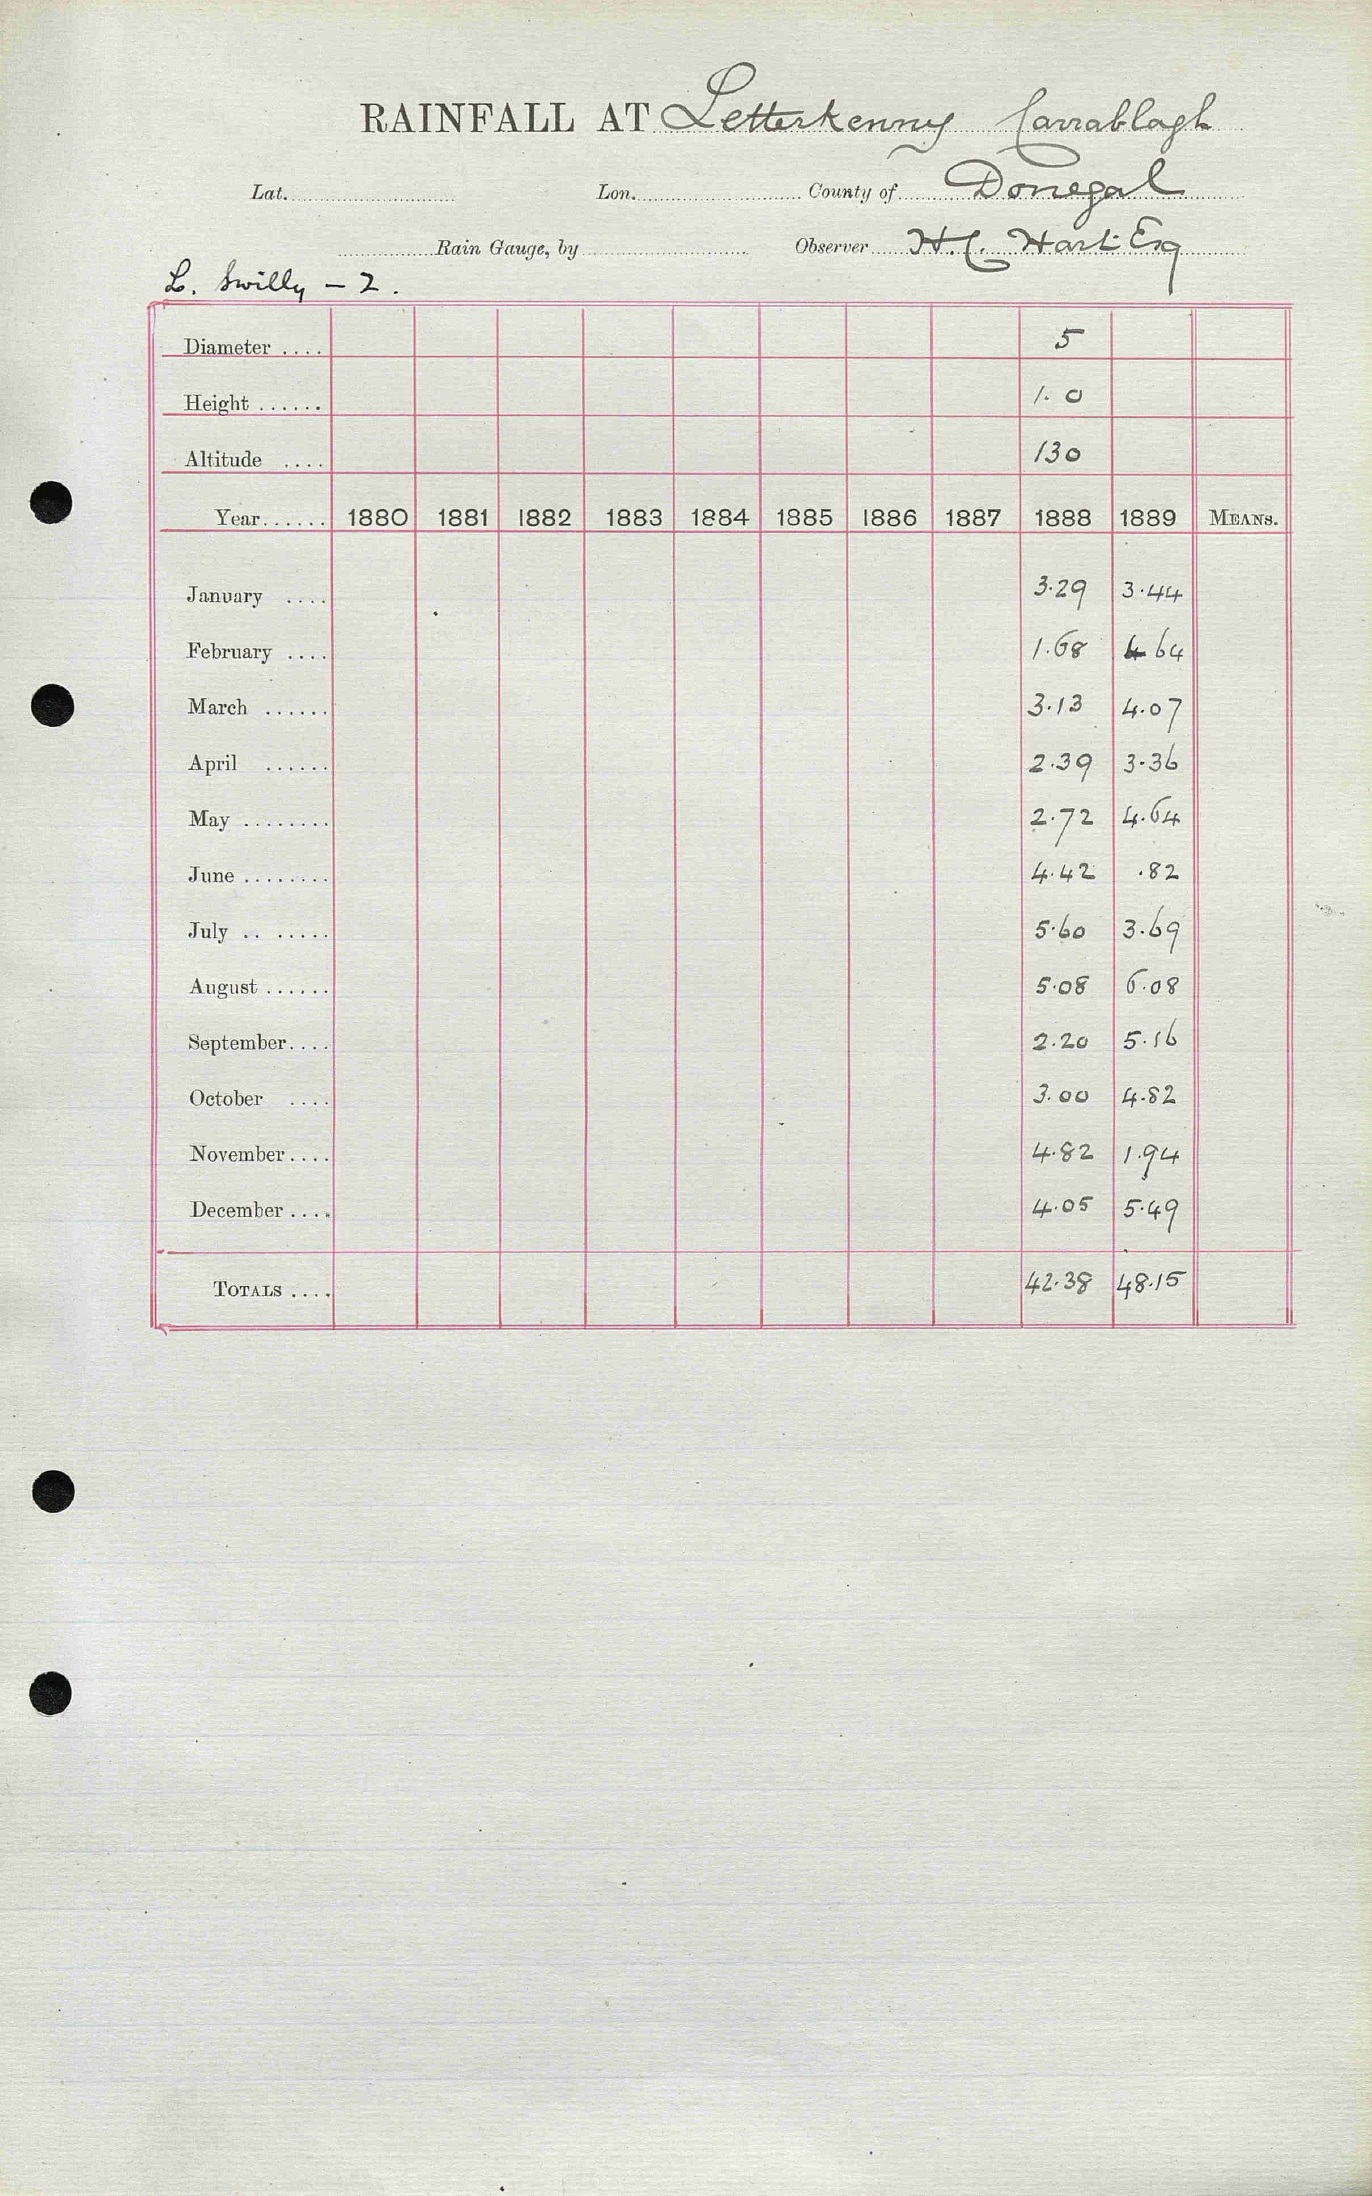 RAINFALL AT Letterkenny Carrablagh
Lat. Lon. County of Donegal
Rain Gauge, by Observer H.C. Hart Esq
L. Swilly - 2.
Diameter .... 5
Height ...... 1. 0
Altitude .... 130
Year...... 1880 1881 1882 1883 1884 1885 1886 1887 1888 1889 MEANS.
January .... 3.29 3.44
February .... 1.68 4 64
March ...... 3.13 4.07
April ...... 2.39 3.36
May ........ 2.72 4.64
June ........ 4.42 .82
July .. ..... 5.60 3.69
August ...... 5.08 6.08
September.... 2.20 5.16
October .... 3.00 4.82
November.... 4.82 1.94
December .... 4.05 5.49
TOTALS .... 42.38 48.15